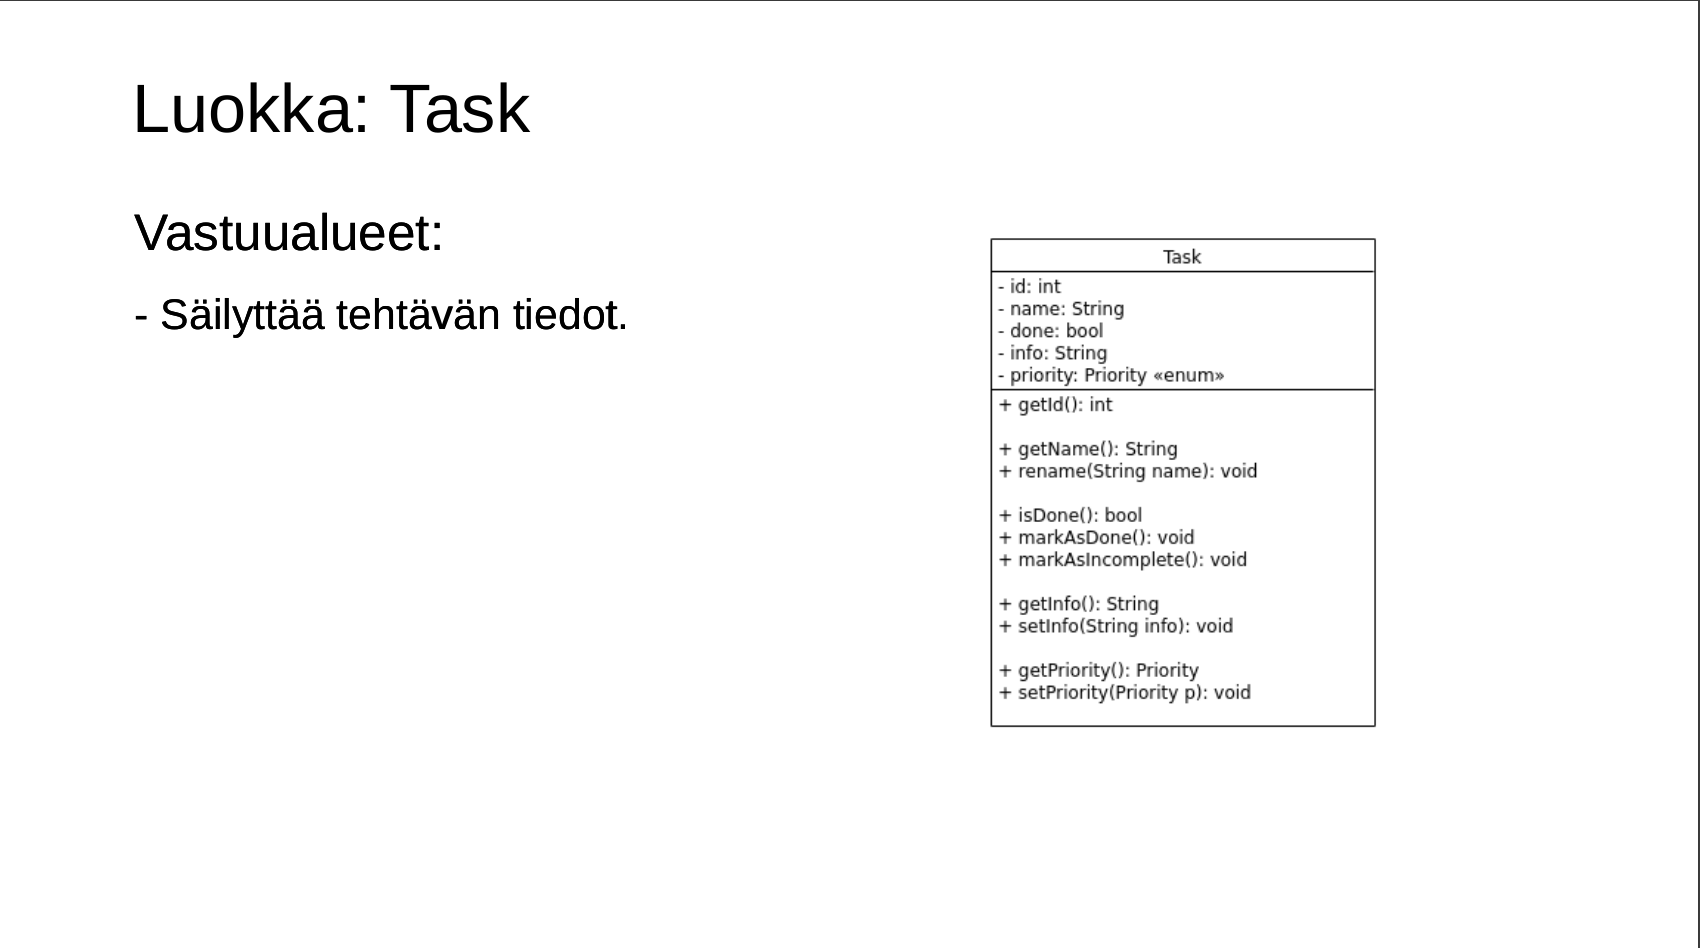 Luokka: Task
Vastuualueet:
- Säilyttää tehtävän tiedot.
Task
- id: int
- name: String
- done: bool
- info: String
- priority: Priority «enum»
+ getId(): int
+ getName(): String
+ rename(String name): void
+ isDone(): bool
+ markAsDone(): void
+ markAsIncomplete(): void
+ getInfo(): String
+ setInfo(String info): void
+ getPriority(): Priority
+ setPriority(Priority p): void